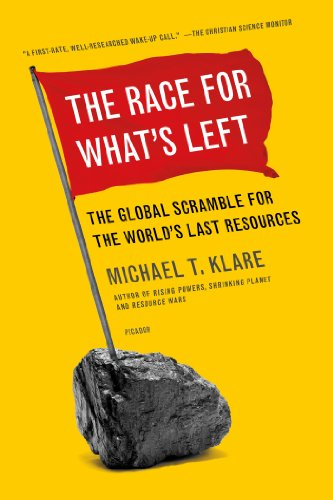 "A FIRST-RATE, WELL-RESEARCHED WAKE-UP CALL." —THE CHRISTIAN SCIENCE MONITOR
THE RACE FOR
WHAT'S LEFT
THE GLOBAL SCRAMBLE FOR
THE WORLD'S LAST RESOURCES
MICHAEL T. KLARE
AUTHOR OF RISING POWERS, SHRINKING PLANET
AND RESOURCE WARS
PICADOR